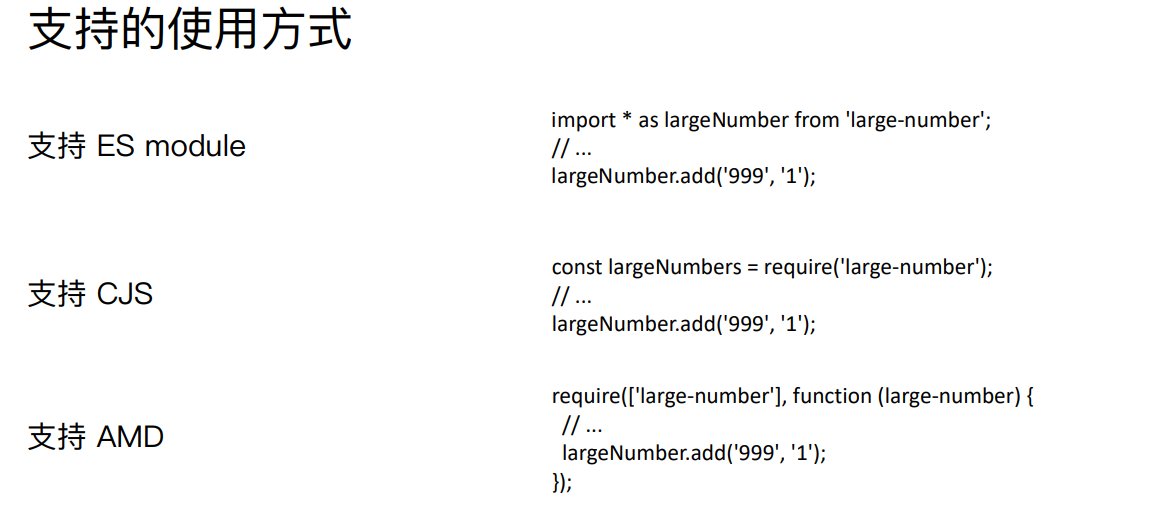 支持的使用方式
支持 ES module
import * as largeNumber from 'large-number';
// ...
largeNumber.add('999', '1');
支持 CJS
const largeNumbers = require('large-number');
// ...
largeNumber.add('999', '1');
支持 AMD
require(['large-number'], function (large-number) {
// ...
largeNumber.add('999', '1');
});